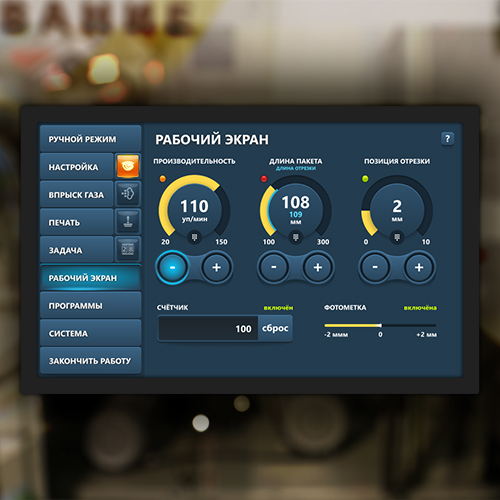 РУЧНОЙ РЕЖИМ
НАСТРОЙКА
ВПРЫСК ГАЗА
ПЕЧАТЬ
ЗАДАЧА
РАБОЧИЙ ЭКРАН
ПРОГРАММЫ
СИСТЕМА
ЗАКОНЧИТЬ РАБОТУ
РАБОЧИЙ ЭКРАН
?
ПРОИЗВОДИТЕЛЬНОСТЬ
110
уп/мин
20 150
- +
ДЛИНА ПАКЕТА
ДЛИНА ОТРЕЗКИ
108
109
мм
100 300
- +
ПОЗИЦИЯ ОТРЕЗКИ
2
мм
0 10
- +
СЧЁТЧИК включён
100 сброс
ФОТОМЕТКА включёна
-2 ммм 0 +2 мм